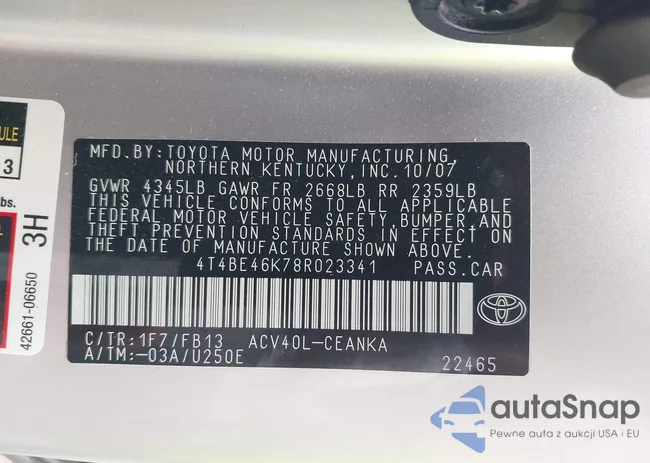 MFD. BY: TOYOTA MOTOR MANUFACTURING,
NORTHERN KENTUCKY, INC. 10/07
GVWR 4345LB GAWR FR 2668LB RR 2359LB
THIS VEHICLE CONFORMS TO ALL APPLICABLE
FEDERAL MOTOR VEHICLE SAFETY, BUMPER, AND
THEFT PREVENTION STANDARDS IN EFFECT ON
THE DATE OF MANUFACTURE SHOWN ABOVE.
4T4BE46K78R023341 PASS. CAR
C/TR: 1F7/FB13 ACV40L-CEANKA
A/TM: -03A/U250E 22465
3
3H
42661-06650
autaSnap
Pewne auta z aukcji USA i EU